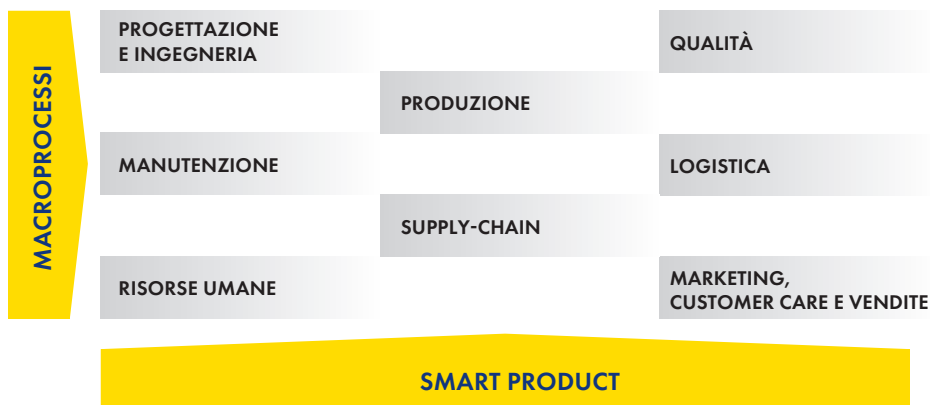 MACROPROCESSI
PROGETTAZIONE
E INGEGNERIA
QUALITÀ
PRODUZIONE
MANUTENZIONE
LOGISTICA
SUPPLY-CHAIN
RISORSE UMANE
MARKETING,
CUSTOMER CARE E VENDITE
SMART PRODUCT